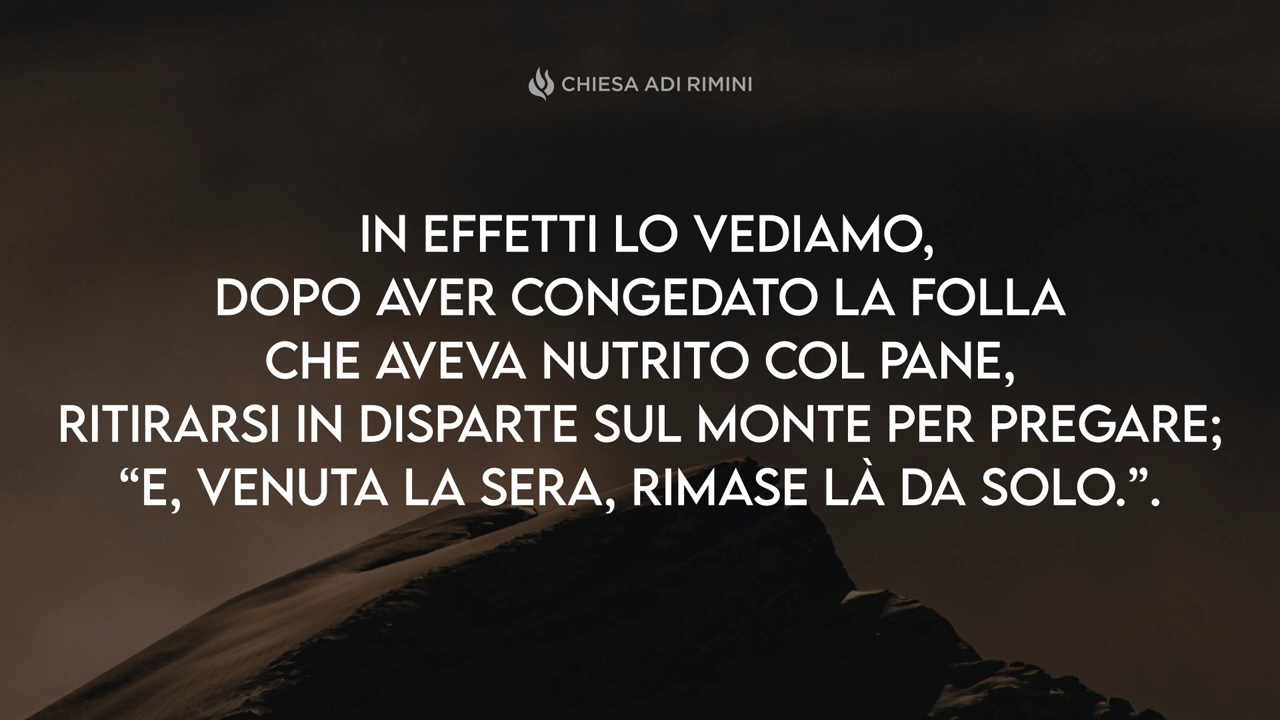 CHIESA ADI RIMINI
IN EFFETTI LO VEDIAMO,
DOPO AVER CONGEDATO LA FOLLA
CHE AVEVA NUTRITO COL PANE,
RITIRARSI IN DISPARTE SUL MONTE PER PREGARE;
“E, VENUTA LA SERA, RIMASE LÀ DA SOLO.”.